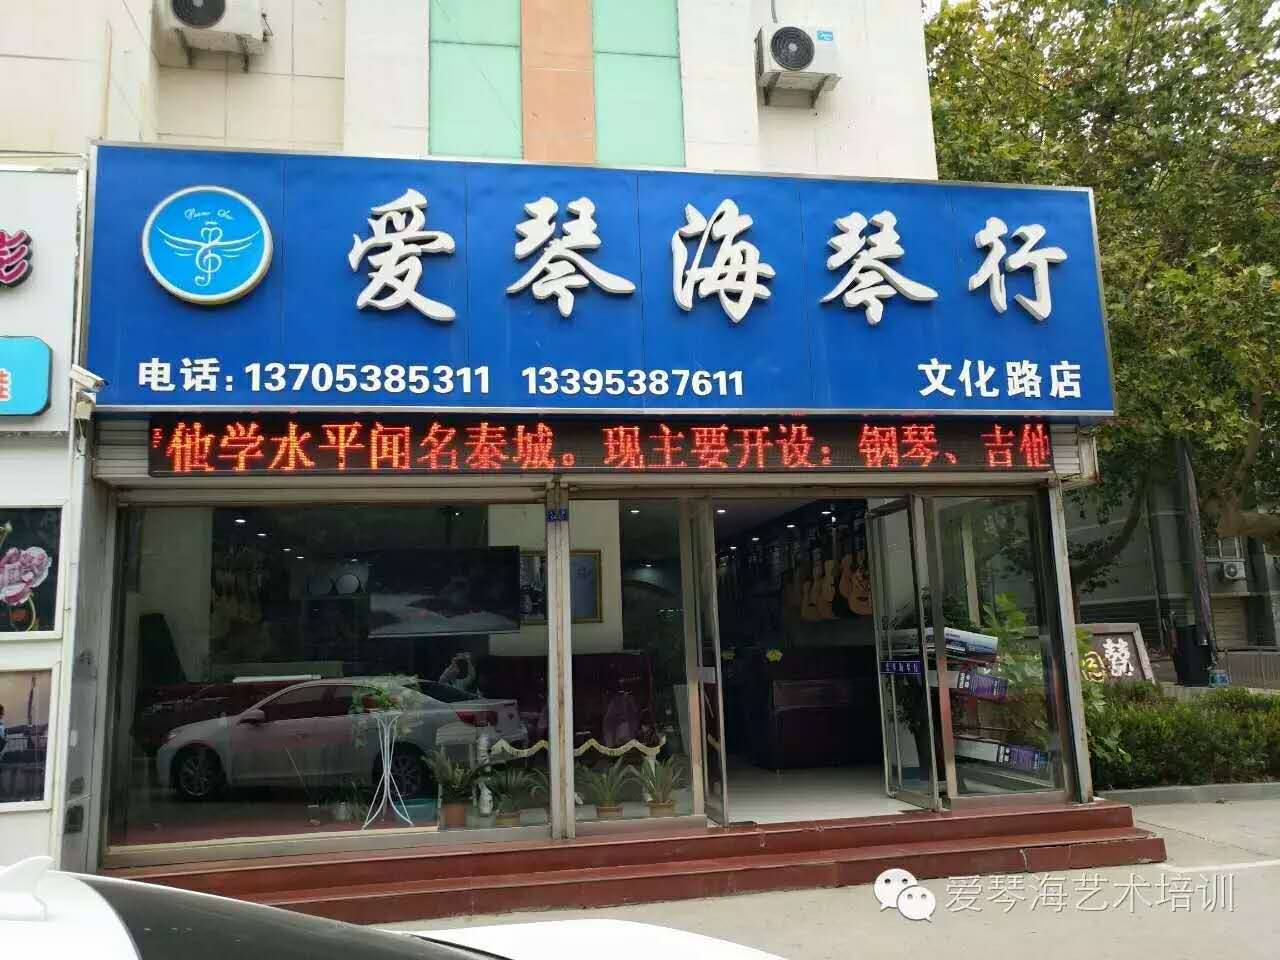 爱琴海琴行
电话：13705385311 13395387611
文化路店
他学水平闻名泰城。现主要开设：钢琴、吉他
彩
爱琴海艺术培训